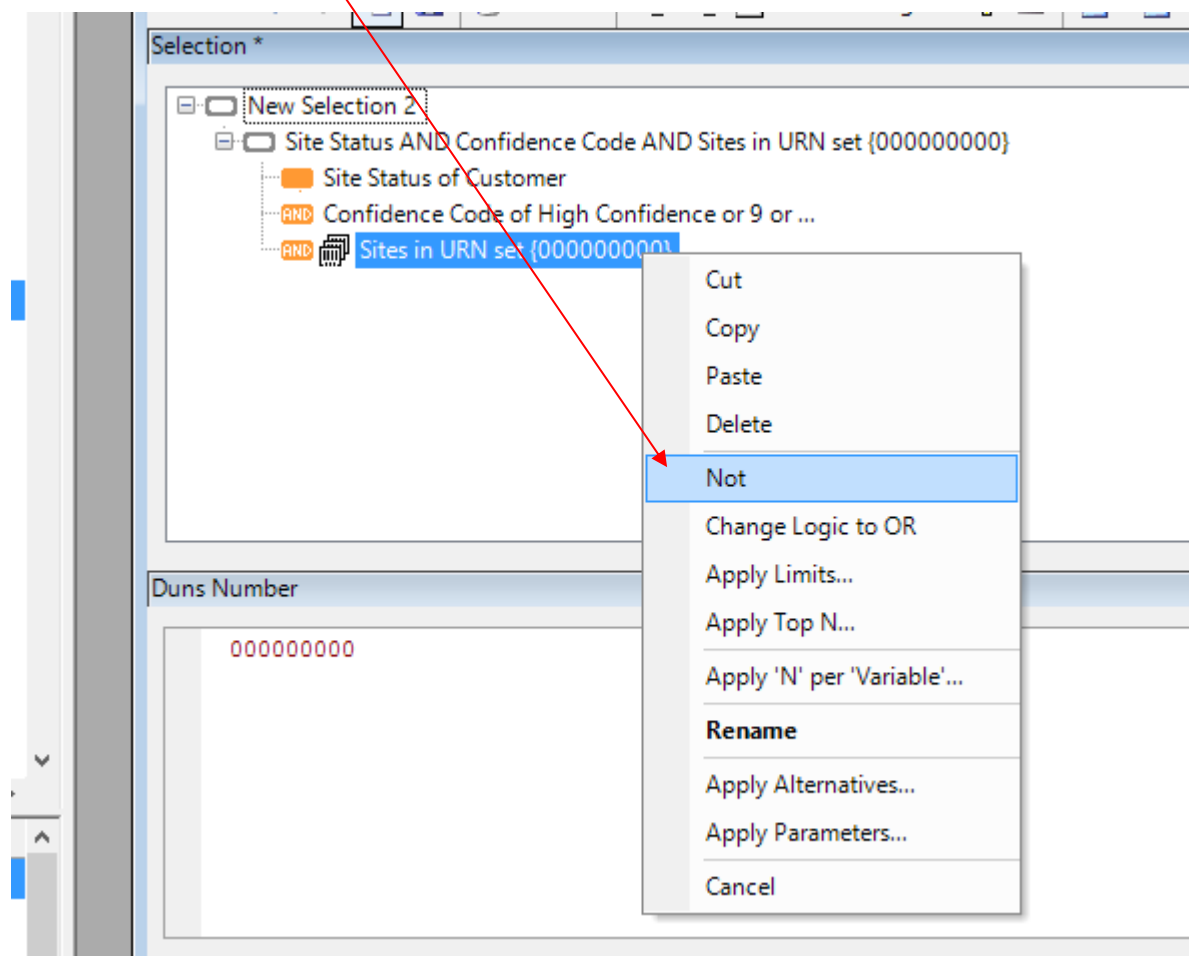 Selection *
New Selection 2
Site Status AND Confidence Code AND Sites in URN set {000000000}
Site Status of Customer
AND Confidence Code of High Confidence or 9 or ...
AND Sites in URN set {000000000}
Cut
Copy
Paste
Delete
Not
Change Logic to OR
Apply Limits...
Apply Top N...
Apply 'N' per 'Variable'...
Rename
Apply Alternatives...
Apply Parameters...
Cancel
Duns Number
000000000